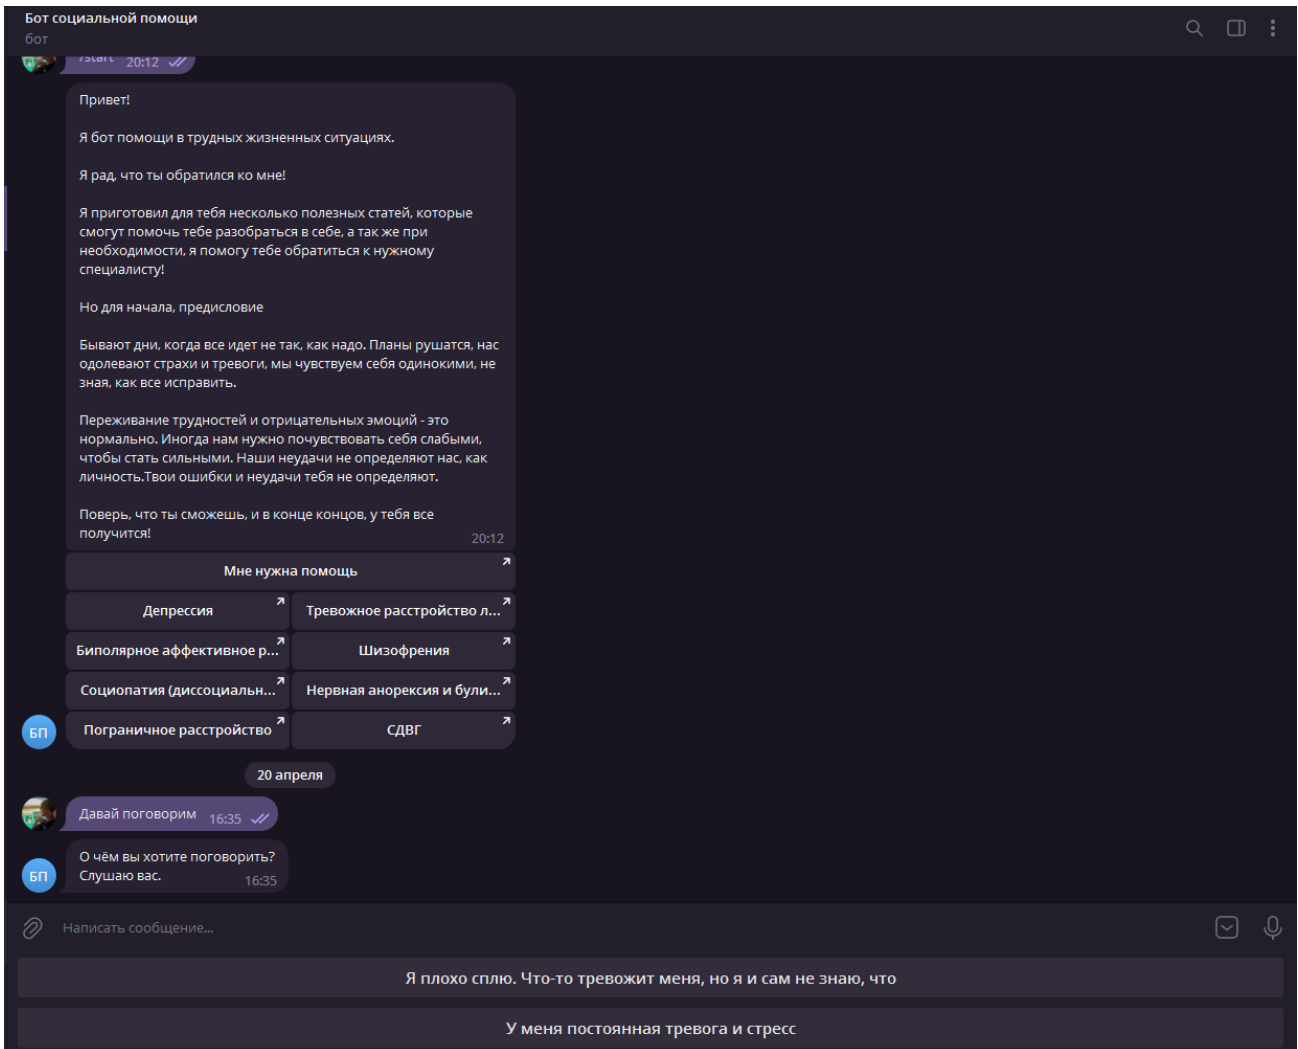 Бот социальной помощи
бот
/start 20:12
Привет!
Я бот помощи в трудных жизненных ситуациях.
Я рад, что ты обратился ко мне!
Я приготовил для тебя несколько полезных статей, которые
смогут помочь тебе разобраться в себе, а так же при
необходимости, я помогу тебе обратиться к нужному
специалисту!
Но для начала, предисловие
Бывают дни, когда все идет не так, как надо. Планы рушатся, нас
одолевают страхи и тревоги, мы чувствуем себя одинокими, не
зная, как все исправить.
Переживание трудностей и отрицательных эмоций - это
нормально. Иногда нам нужно почувствовать себя слабыми,
чтобы стать сильными. Наши неудачи не определяют нас, как
личность.Твои ошибки и неудачи тебя не определяют.
Поверь, что ты сможешь, и в конце концов, у тебя все
получится!
20:12
Мне нужна помощь
Депрессия
Тревожное расстройство л...
Биполярное аффективное р...
Шизофрения
Социопатия (диссоциальн...
Нервная анорексия и були...
Пограничное расстройство
СДВГ
БП
20 апреля
Давай поговорим 16:35
О чём вы хотите поговорить?
Слушаю вас.
16:35
БП
Написать сообщение...
Я плохо сплю. Что-то тревожит меня, но я и сам не знаю, что
У меня постоянная тревога и стресс